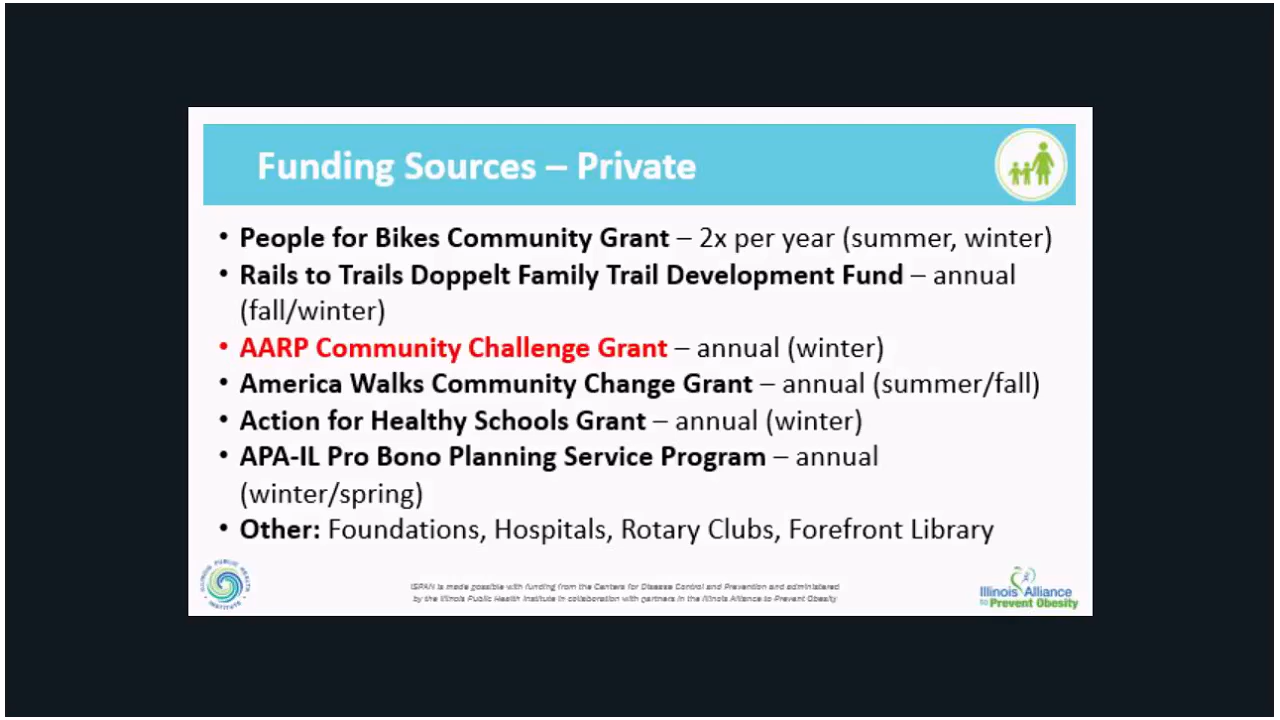 Funding Sources – Private
• People for Bikes Community Grant – 2x per year (summer, winter)
• Rails to Trails Doppelt Family Trail Development Fund – annual
(fall/winter)
• AARP Community Challenge Grant – annual (winter)
• America Walks Community Change Grant – annual (summer/fall)
• Action for Healthy Schools Grant – annual (winter)
• APA-IL Pro Bono Planning Service Program – annual
(winter/spring)
• Other: Foundations, Hospitals, Rotary Clubs, Forefront Library
ILLINOIS PUBLIC HEALTH INSTITUTE
ISPAN is made possible with funding from the Centers for Disease Control and Prevention and administered
by the Illinois Public Health Institute in collaboration with partners in the Illinois Alliance to Prevent Obesity
Illinois Alliance
to Prevent Obesity